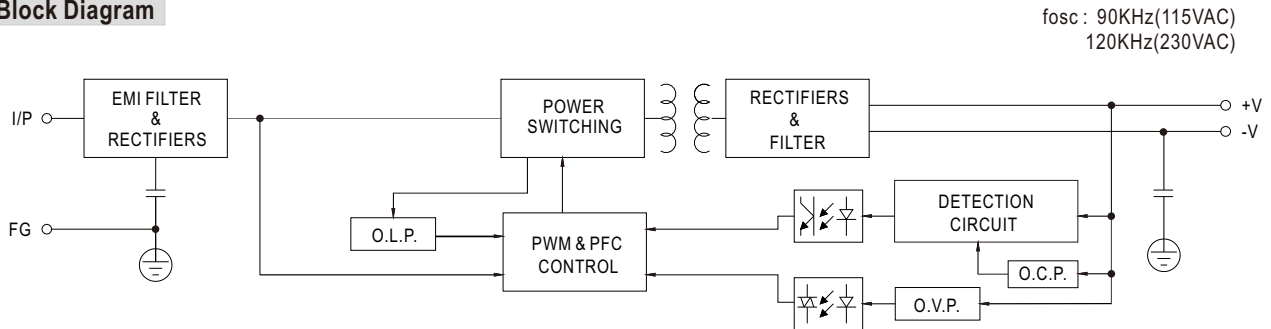 Block Diagram
fosc : 90KHz(115VAC)
120KHz(230VAC)
I/P
EMI FILTER
&
RECTIFIERS
POWER
SWITCHING
RECTIFIERS
&
FILTER
+V
-V
FG
O.L.P.
PWM & PFC
CONTROL
DETECTION
CIRCUIT
O.C.P.
O.V.P.